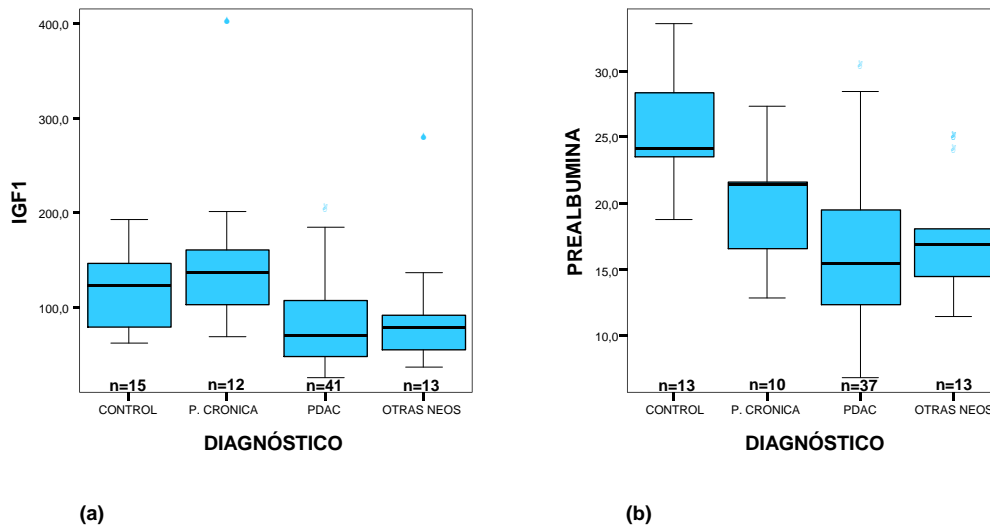 400,0
300,0
200,0
100,0
IGF1
n=15
n=12
n=41
n=13
CONTROL
P. CRONICA
PDAC
OTRAS NEOS
DIAGNÓSTICO
(a)
30,0
25,0
20,0
15,0
10,0
PREALBUMINA
n=13
n=10
n=37
n=13
CONTROL
P. CRONICA
PDAC
OTRAS NEOS
DIAGNÓSTICO
(b)